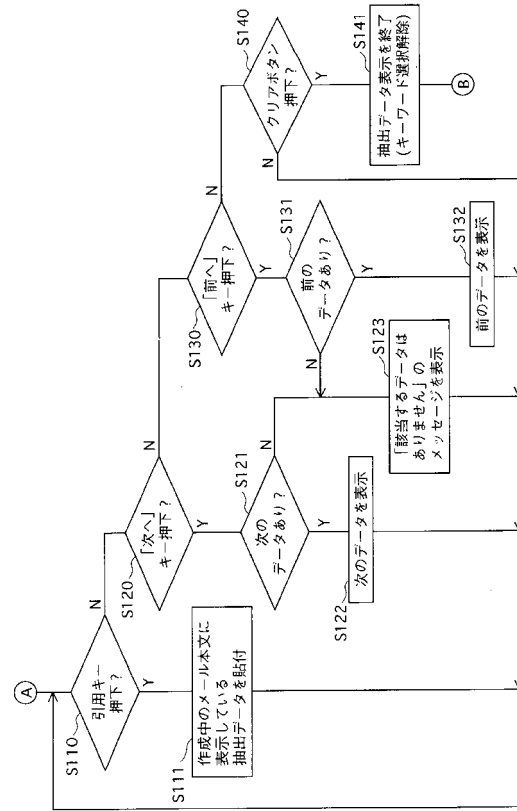 A
S110
引用キー
押下?
N
Y
S111
作成中のメール本文に
表示している
抽出データを貼付
S120
「次へ」
キー押下?
N
Y
S121
次の
データあり?
N
Y
S122
次のデータを表示
S123
「該当するデータは
ありません」の
メッセージを表示
S130
「前へ」
キー押下?
N
Y
S131
前の
データあり?
N
Y
S132
前のデータを表示
S140
クリアボタン
押下?
N
Y
S141
抽出データ表示を終了
(キーワード選択解除)
B